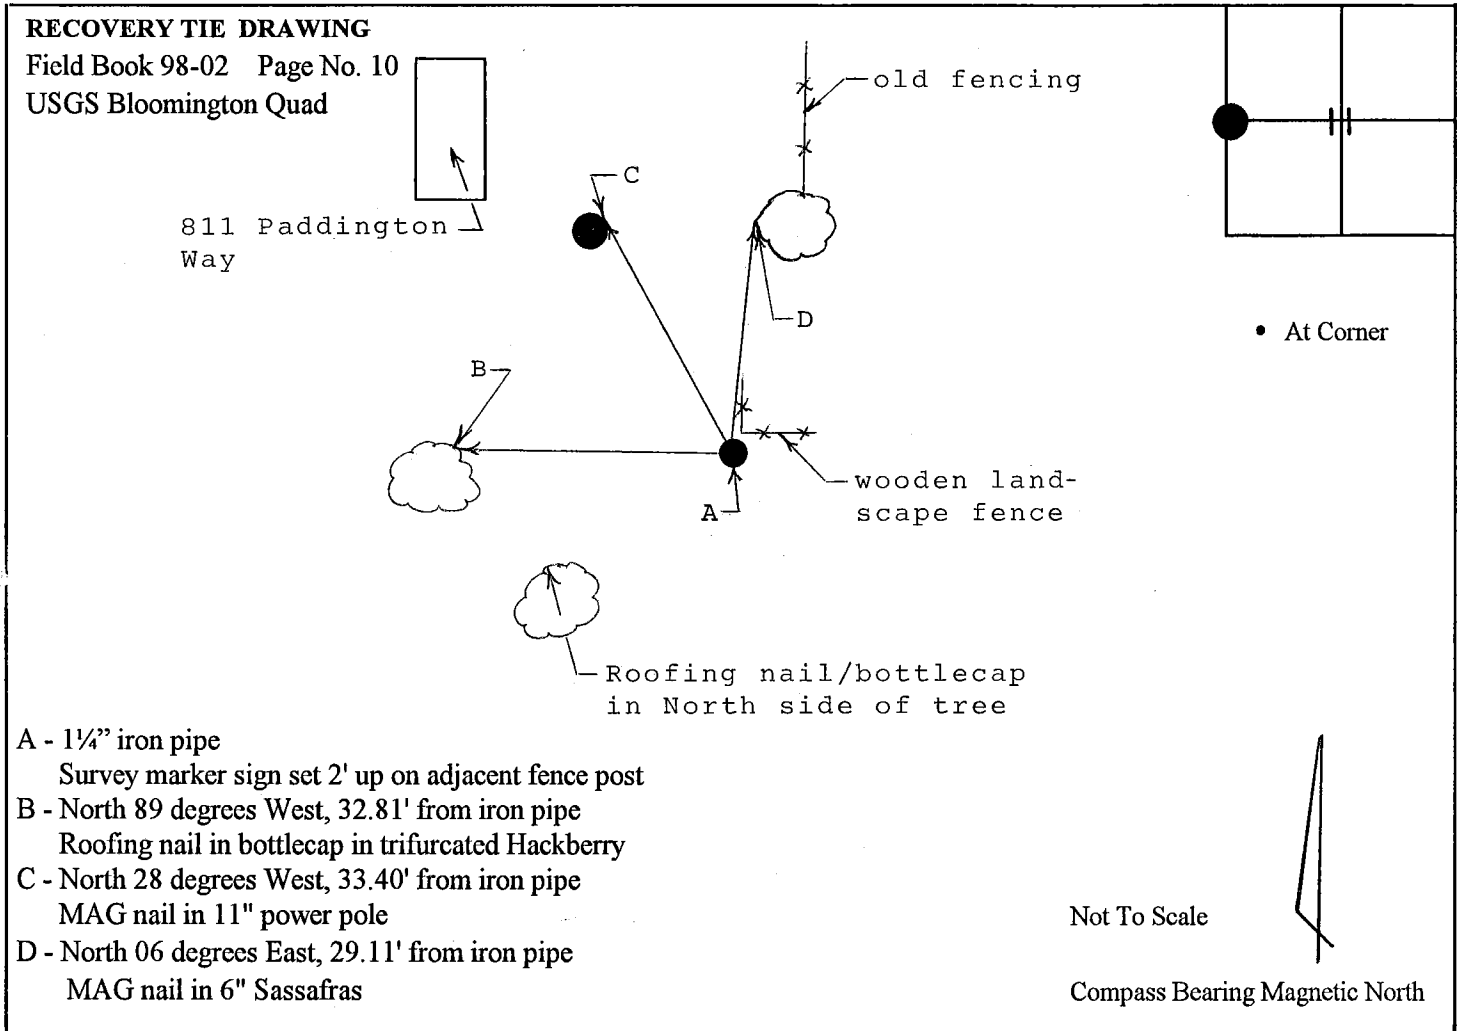 RECOVERY TIE DRAWING
Field Book 98-02 Page No. 10
USGS Bloomington Quad
old fencing
C
811 Paddington
Way
D
At Corner
B
wooden land-
scape fence
A
Roofing nail/bottlecap
in North side of tree
A - 1¼” iron pipe
Survey marker sign set 2' up on adjacent fence post
B - North 89 degrees West, 32.81' from iron pipe
Roofing nail in bottlecap in trifurcated Hackberry
C - North 28 degrees West, 33.40' from iron pipe
MAG nail in 11" power pole
D - North 06 degrees East, 29.11' from iron pipe
MAG nail in 6" Sassafras
Not To Scale
Compass Bearing Magnetic North